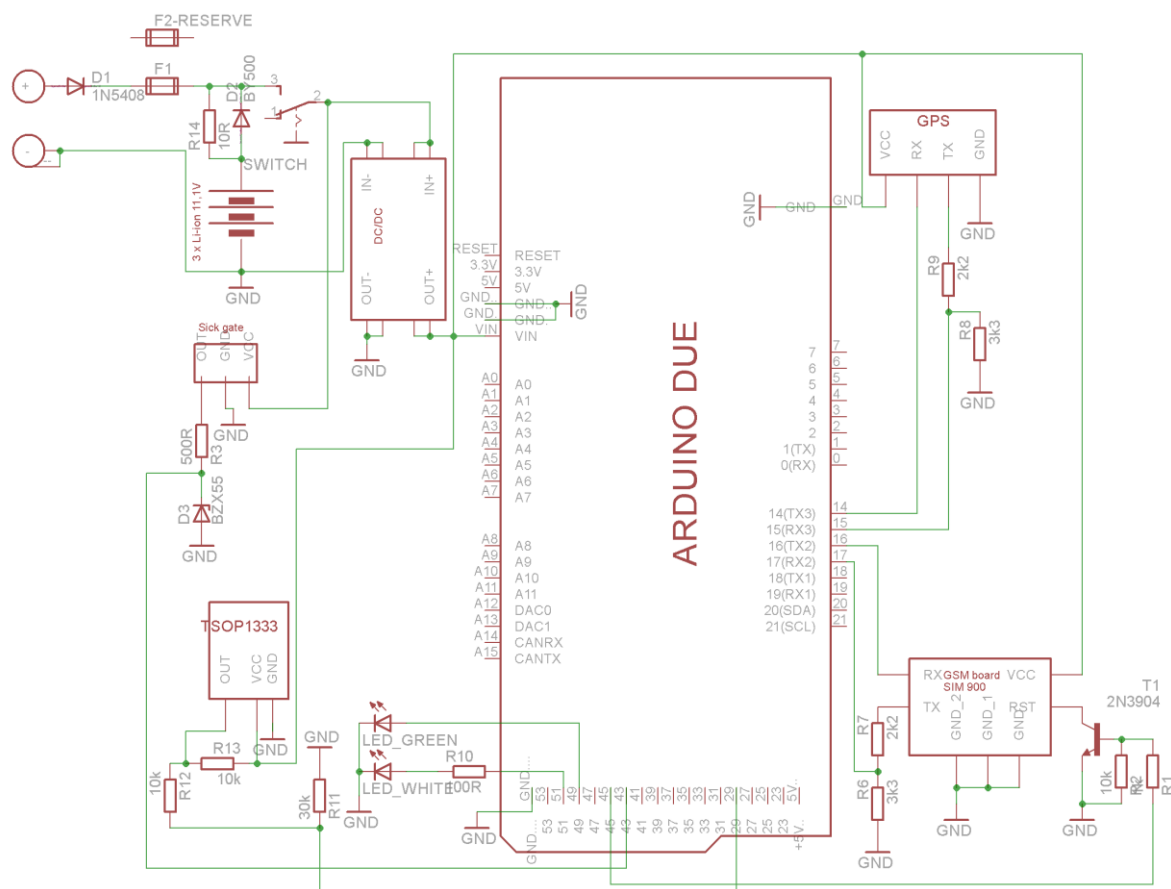 F2-RESERVE
+
D1
1N5408
F1
D2
BY500
3
2
1
R14
10R
SWITCH
-
3 x Li-ion 11,1V
GND
IN-
IN+
DC/DC
OUT-
OUT+
GND
Sick gate
OUT
GND
VCC
GND
500R
R3
D3
BZX55
GND
TSOP1333
OUT
VCC
GND
GND
R13
10k
10k
R12
GND
30k
R11
LED_GREEN
LED_WHITE
GND
R10
GND
ARDUINO DUE
RESET
RESET
3.3V
3.3V
5V
5V
GND..
GND..
GND.
GND.
VIN
VIN
GND
A0
A0
A1
A1
A2
A2
A3
A3
A4
A4
A5
A5
A6
A6
A7
A7
A8
A8
A9
A9
A10
A10
A11
A11
A12
DAC0
A13
DAC1
A14
CANRX
A15
CANTX
GND
GND
GND
7
7
6
6
5
5
4
4
3
3
2
2
1(TX)
1
0(RX)
0
14(TX3)
14
15(RX3)
15
16(TX2)
16
17(RX2)
17
18(TX1)
18
19(RX1)
19
20(SDA)
20
21(SCL)
21
GND...
53
51
49
47
45
43
41
39
37
35
33
31
29
27
25
23
5V..
GND...
53
51
49
47
45
43
41
39
37
35
33
31
29
27
25
23
+5V..
GPS
VCC
RX
TX
GND
GND
R9
2k2
R8
3k3
GND
GSM board
SIM 900
RX
VCC
TX
RST
GND_2
GND_1
GND
GND
R7
2k2
R6
3k3
GND
T1
2N3904
10k
R2
R1
GND